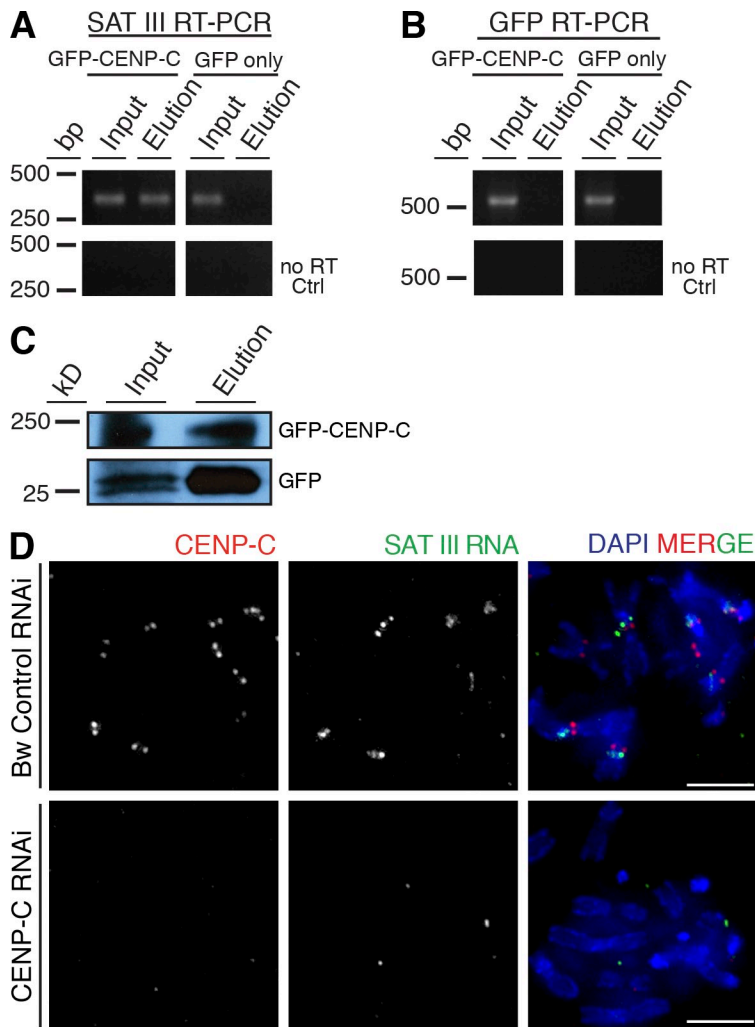 A
SAT III RT-PCR
GFP-CENP-C GFP only
bp Input Elution Input Elution
500
250
500
250
no RT
Ctrl
B
GFP RT-PCR
GFP-CENP-C GFP only
bp Input Elution Input Elution
500
500
no RT
Ctrl
C
kD Input Elution
250
GFP-CENP-C
25
GFP
D
CENP-C SAT III RNA DAPI MERGE
Bw Control RNAi
CENP-C RNAi